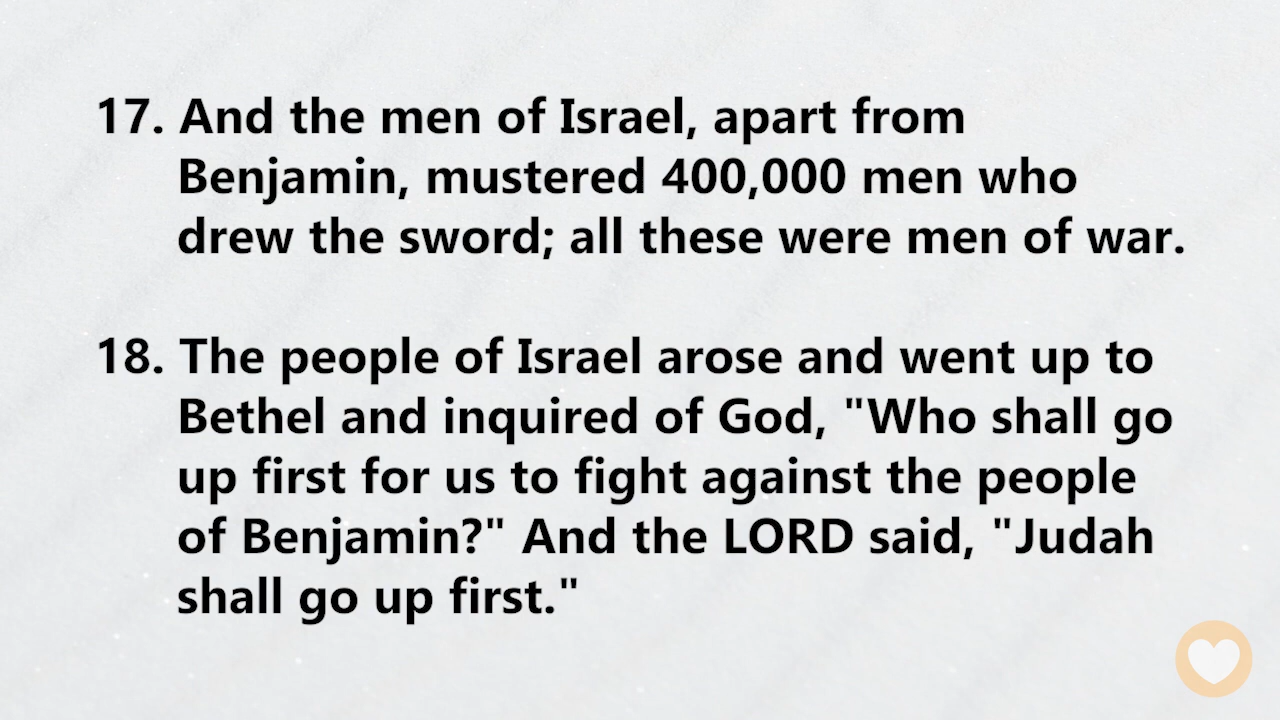 17. And the men of Israel, apart from
Benjamin, mustered 400,000 men who
drew the sword; all these were men of war.
18. The people of Israel arose and went up to
Bethel and inquired of God, "Who shall go
up first for us to fight against the people
of Benjamin?" And the LORD said, "Judah
shall go up first."